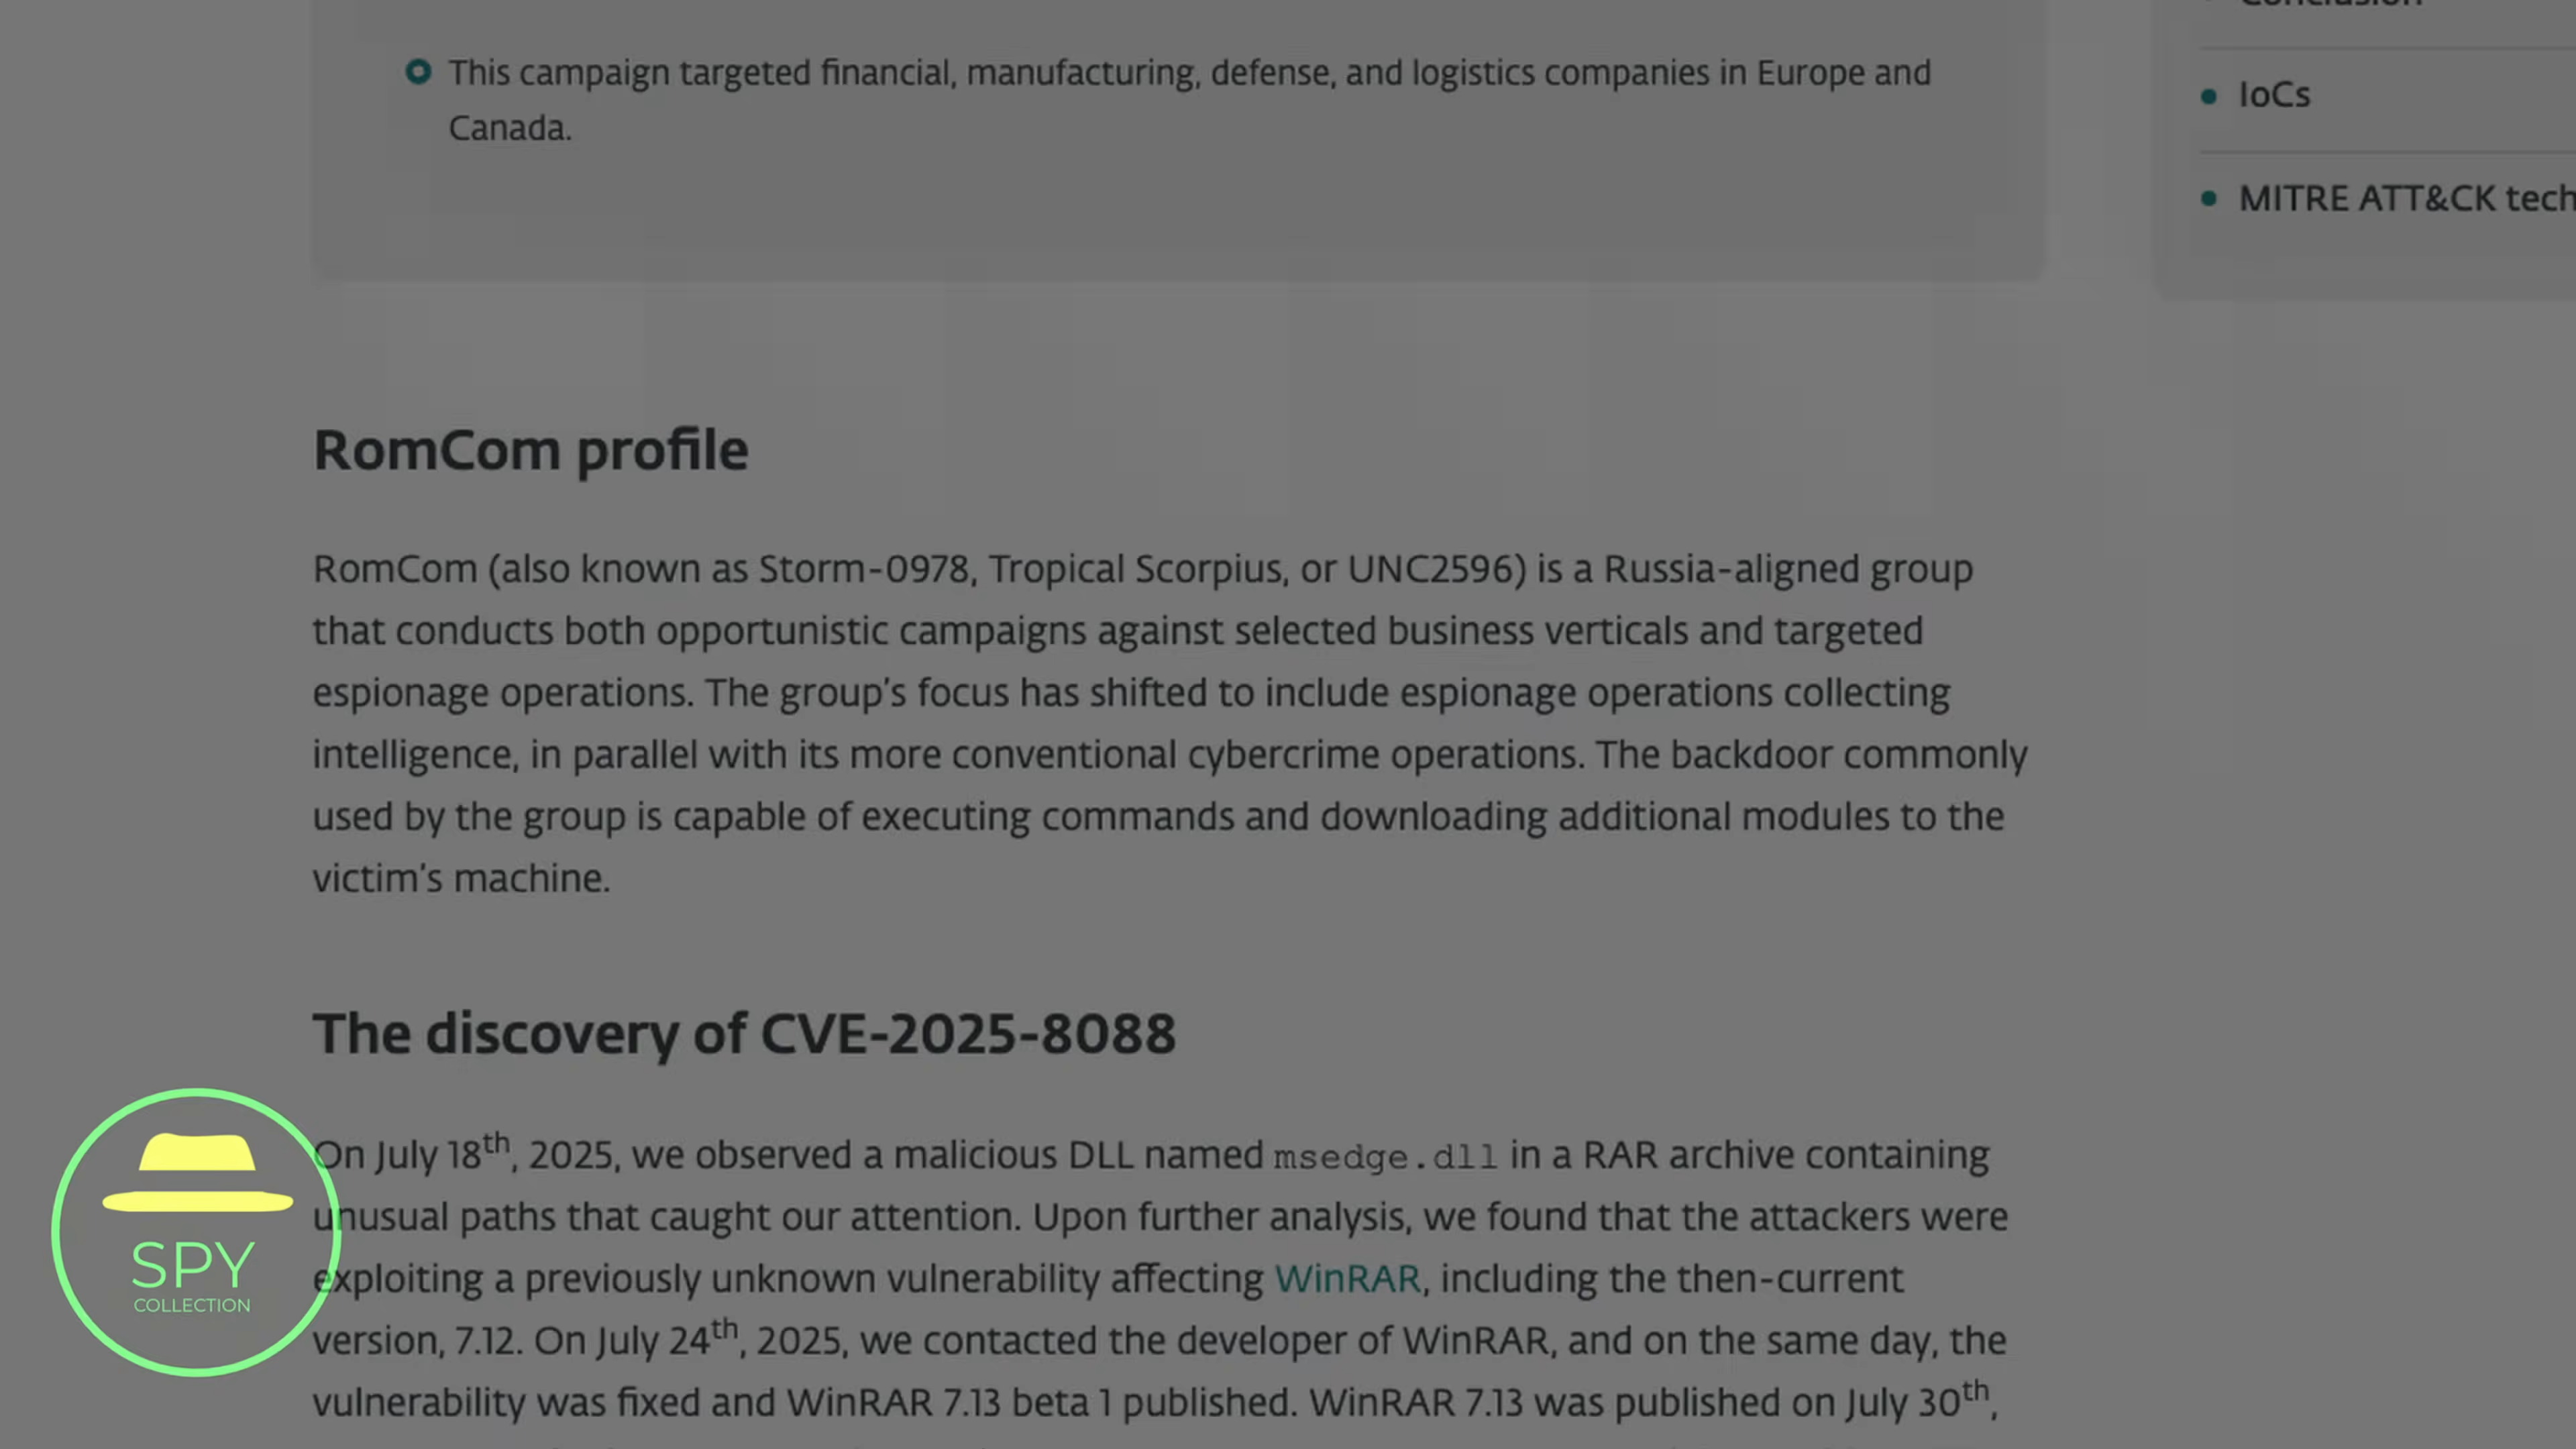 Conclusion
This campaign targeted financial, manufacturing, defense, and logistics companies in Europe and
Canada.
IoCs
MITRE ATT&CK tech
RomCom profile
RomCom (also known as Storm-0978, Tropical Scorpius, or UNC2596) is a Russia-aligned group
that conducts both opportunistic campaigns against selected business verticals and targeted
espionage operations. The group’s focus has shifted to include espionage operations collecting
intelligence, in parallel with its more conventional cybercrime operations. The backdoor commonly
used by the group is capable of executing commands and downloading additional modules to the
victim’s machine.
The discovery of CVE-2025-8088
On July 18th, 2025, we observed a malicious DLL named msedge.dll in a RAR archive containing
unusual paths that caught our attention. Upon further analysis, we found that the attackers were
exploiting a previously unknown vulnerability affecting WinRAR, including the then-current
version, 7.12. On July 24th, 2025, we contacted the developer of WinRAR, and on the same day, the
vulnerability was fixed and WinRAR 7.13 beta 1 published. WinRAR 7.13 was published on July 30th,
SPY
COLLECTION